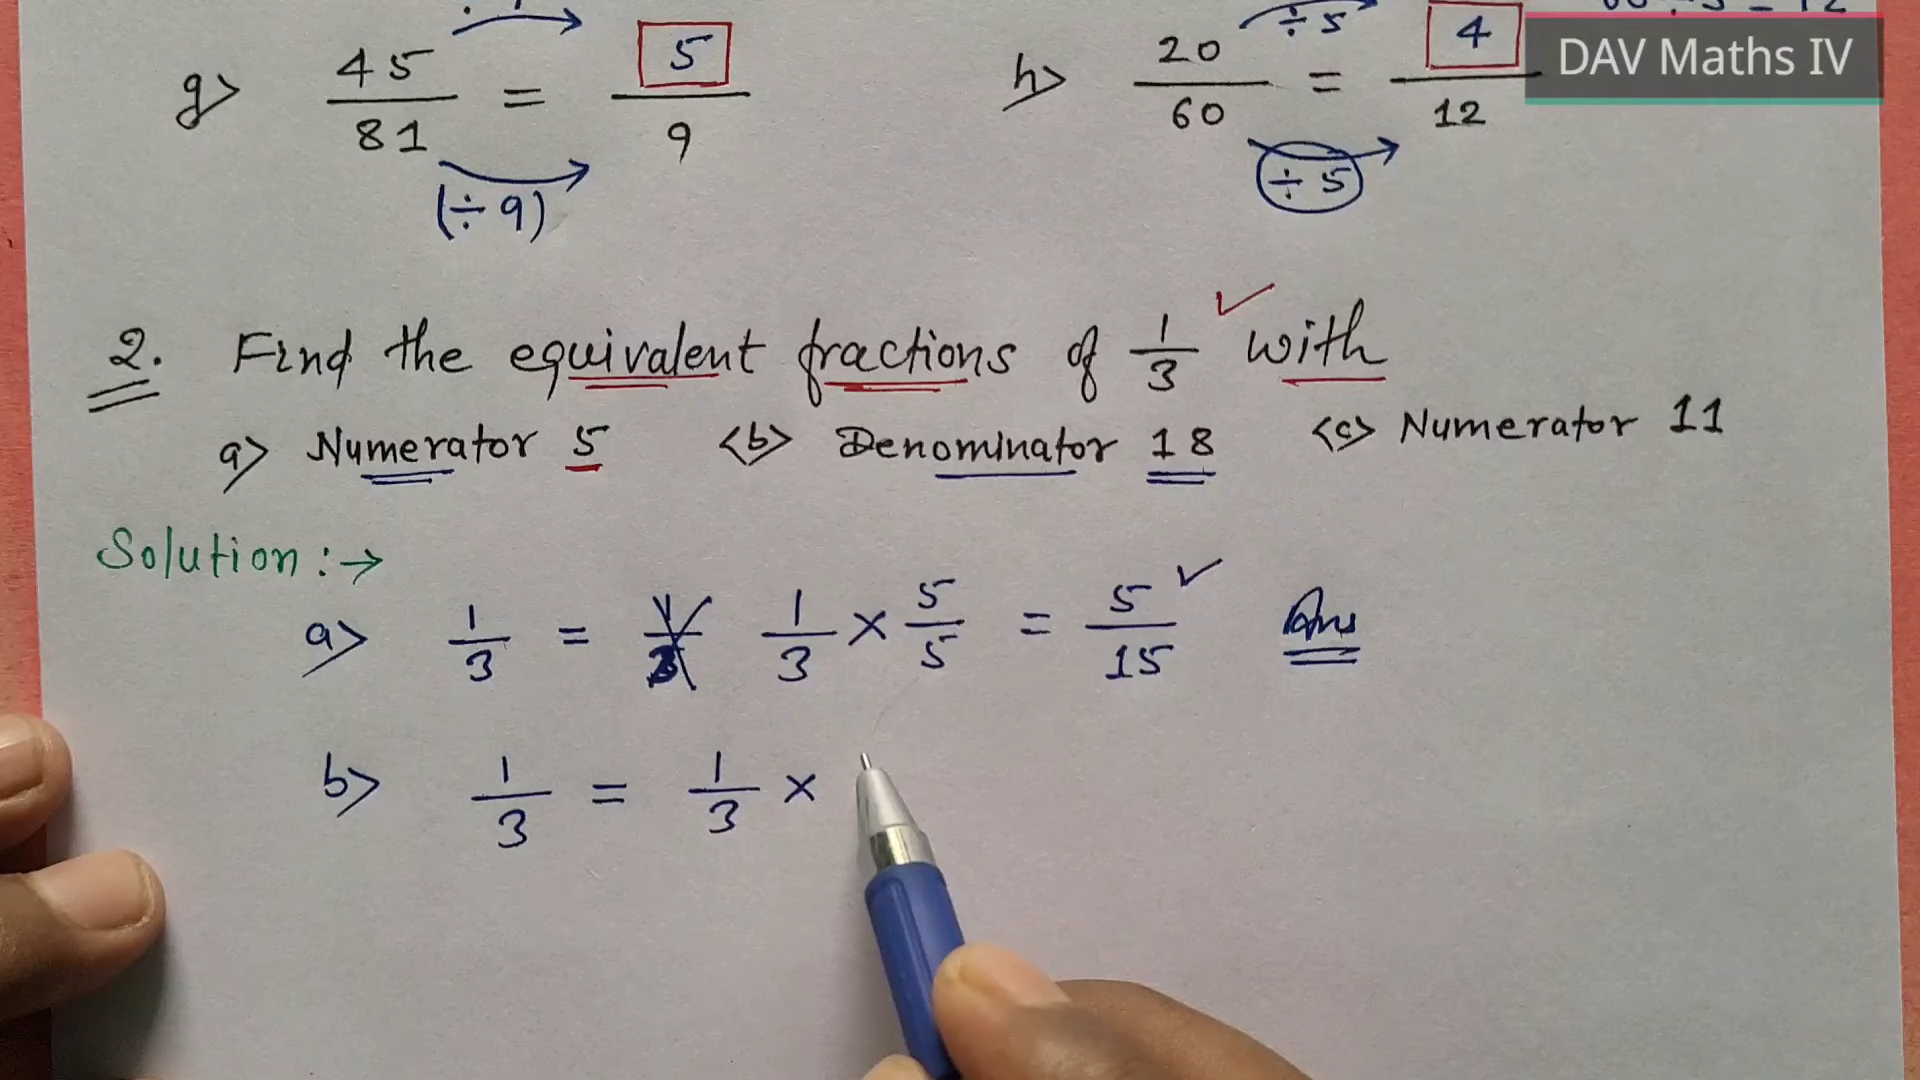 DAV Maths IV
g> 45/81 = 5/9 (÷9)
h> 20/60 = 4/12 ÷5 ÷5
2. Find the equivalent fractions of 1/3 ✓ with
a> Numerator 5 <b> Denominator 18 <c> Numerator 11
Solution :→
a> 1/3 = 1/3 × 5/5 = 5/15 ✓ Ans
b> 1/3 = 1/3 ×